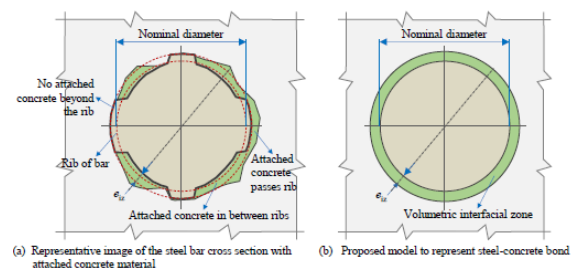 Nominal diameter
No attached
concrete beyond
the rib
Rib of bar
e_iz
Attached
concrete
passes rib
Attached concrete in between ribs
(a) Representative image of the steel bar cross section with
attached concrete material
Nominal diameter
e_iz
Volumetric interfacial zone
(b) Proposed model to represent steel-concrete bond